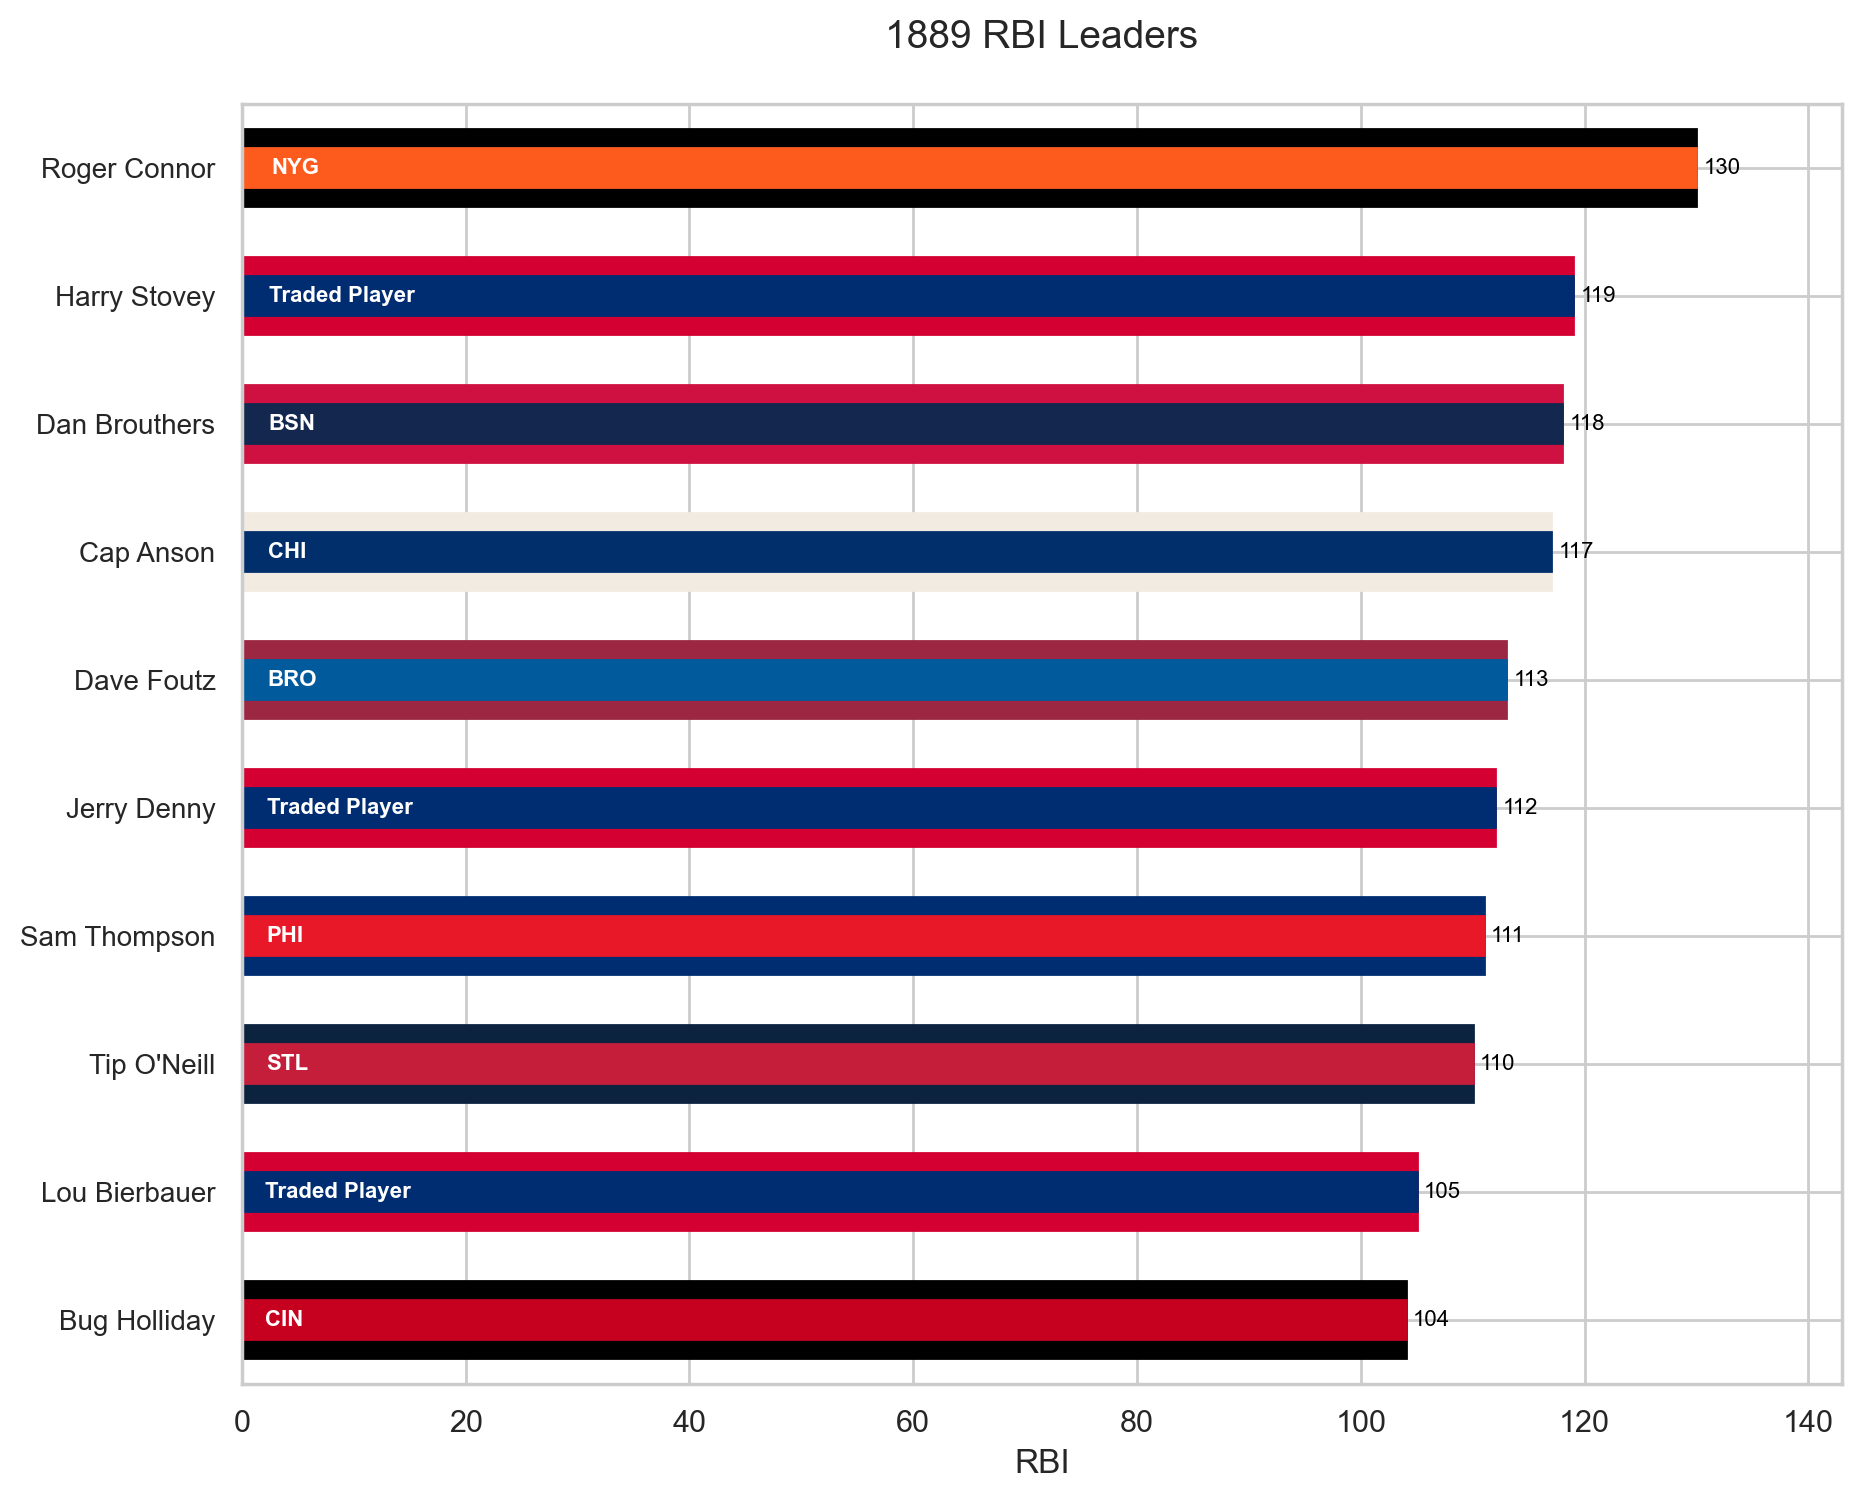 1889 RBI Leaders
Roger Connor NYG 130
Harry Stovey Traded Player 119
Dan Brouthers BSN 118
Cap Anson CHI 117
Dave Foutz BRO 113
Jerry Denny Traded Player 112
Sam Thompson PHI 111
Tip O'Neill STL 110
Lou Bierbauer Traded Player 105
Bug Holliday CIN 104
0 20 40 60 80 100 120 140
RBI